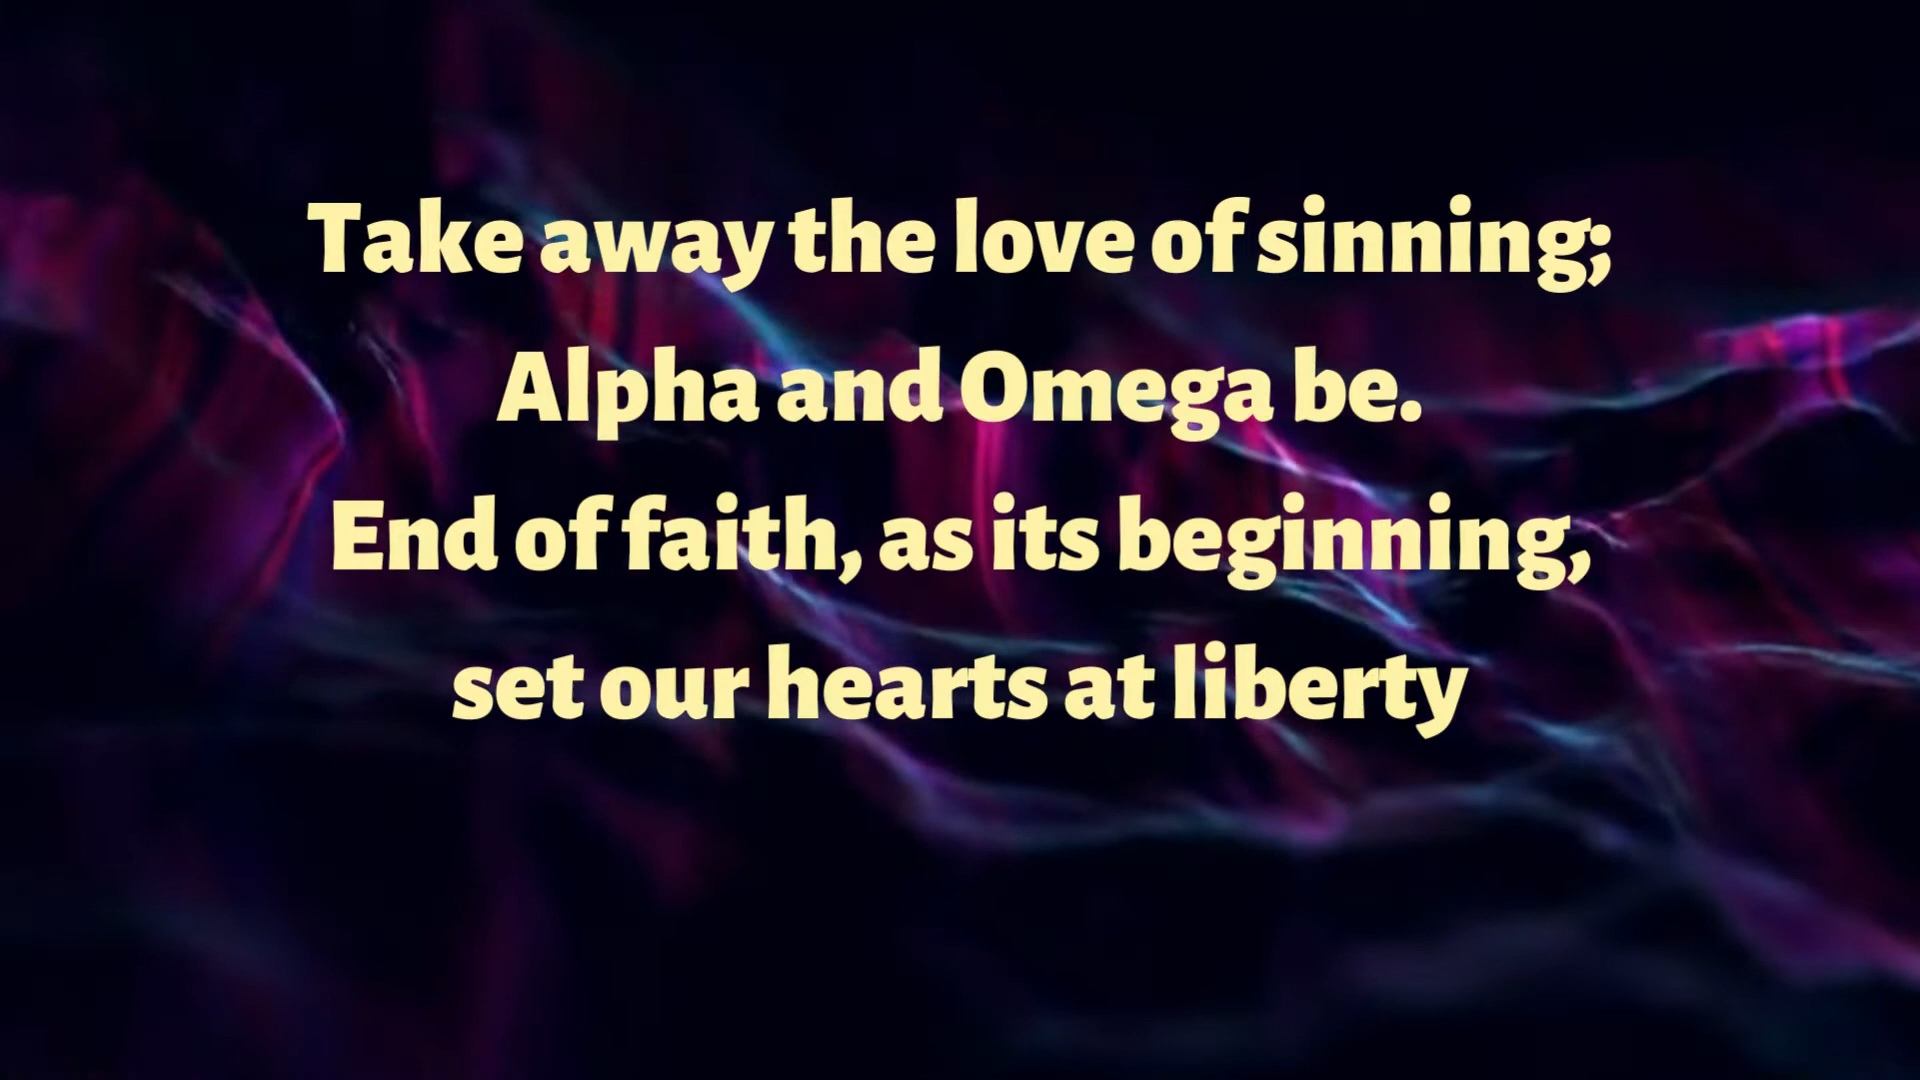 Take away the love of sinning;
Alpha and Omega be.
End of faith, as its beginning,
set our hearts at liberty